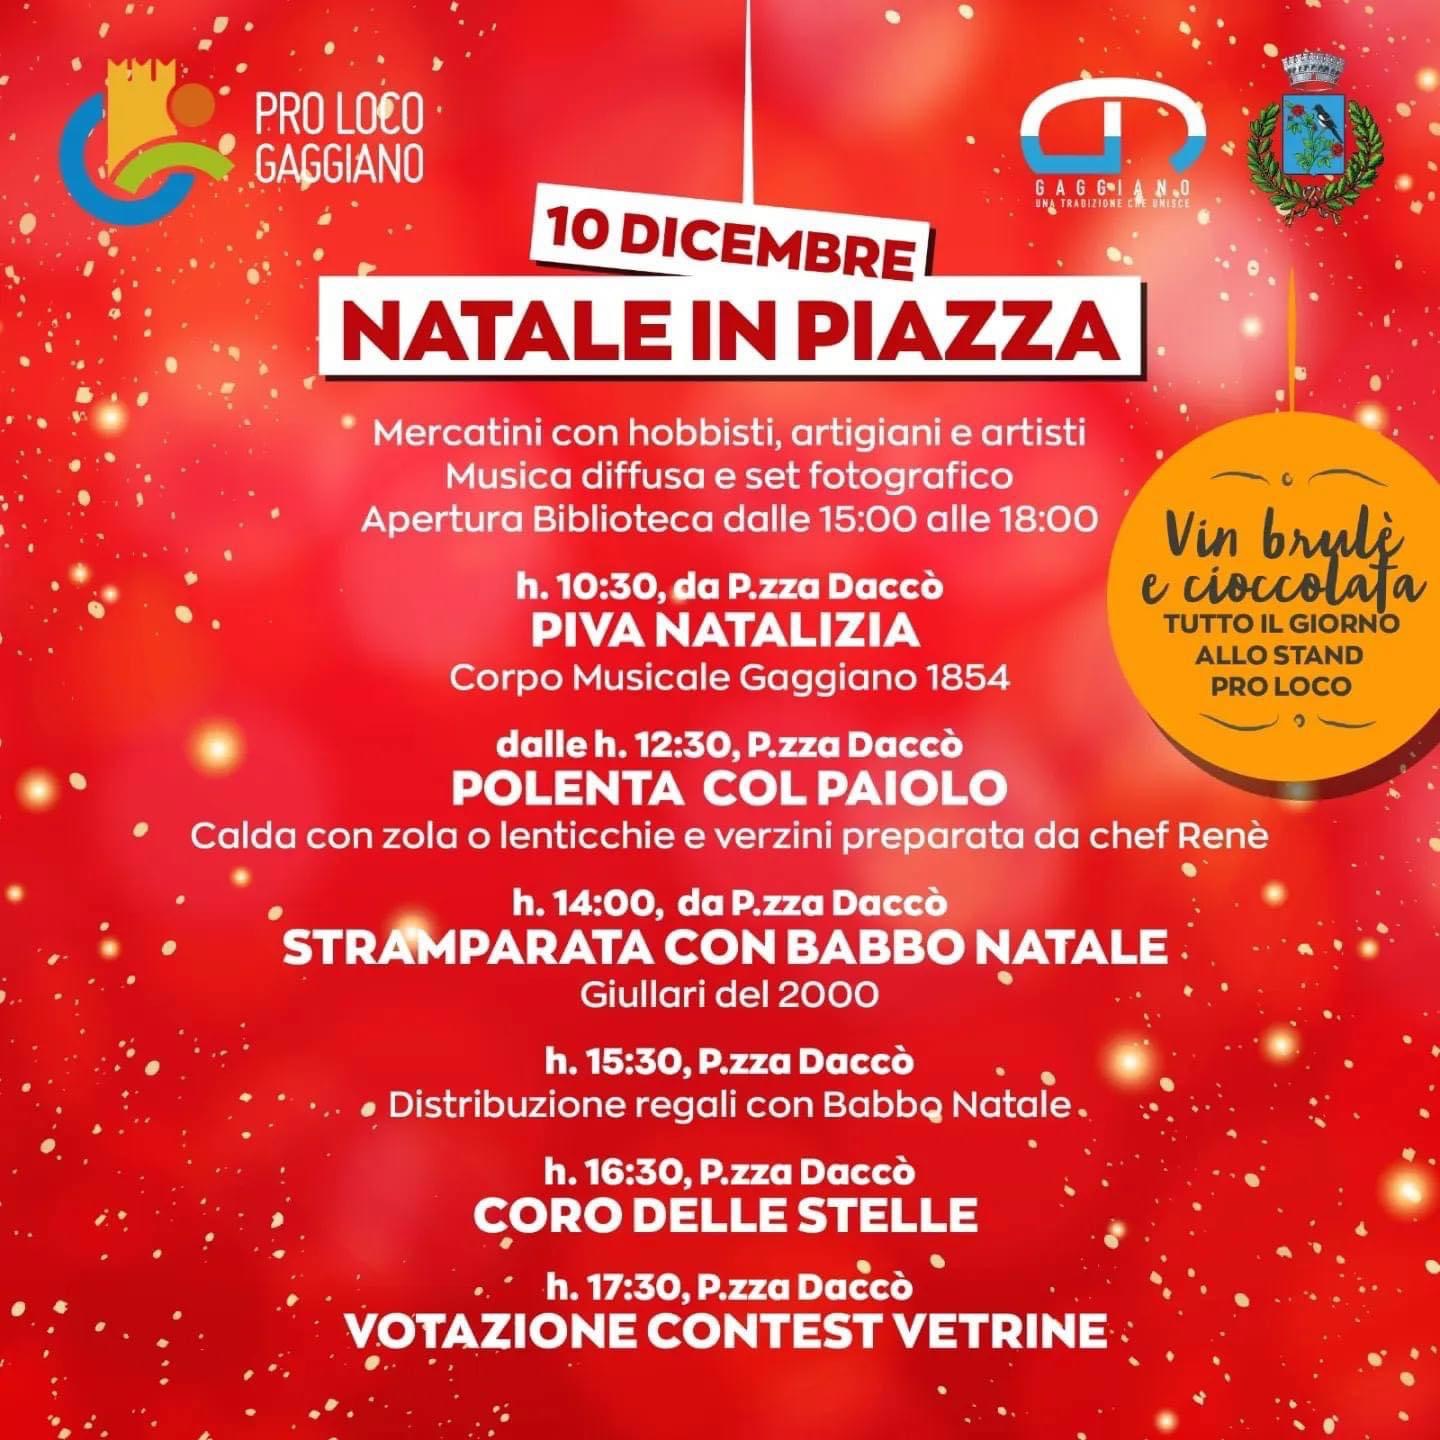 PRO LOCO
GAGGIANO
GAGGIANO
UNA TRADIZIONE CHE UNISCE
10 DICEMBRE
NATALE IN PIAZZA
Mercatini con hobbisti, artigiani e artisti
Musica diffusa e set fotografico
Apertura Biblioteca dalle 15:00 alle 18:00
Vin brulè
e cioccolata
TUTTO IL GIORNO
ALLO STAND
PRO LOCO
h. 10:30, da P.zza Daccò
PIVA NATALIZIA
Corpo Musicale Gaggiano 1854
dalle h. 12:30, P.zza Daccò
POLENTA COL PAIOLO
Calda con zola o lenticchie e verzini preparata da chef Renè
h. 14:00, da P.zza Daccò
STRAMPARATA CON BABBO NATALE
Giullari del 2000
h. 15:30, P.zza Daccò
Distribuzione regali con Babbo Natale
h. 16:30, P.zza Daccò
CORO DELLE STELLE
h. 17:30, P.zza Daccò
VOTAZIONE CONTEST VETRINE